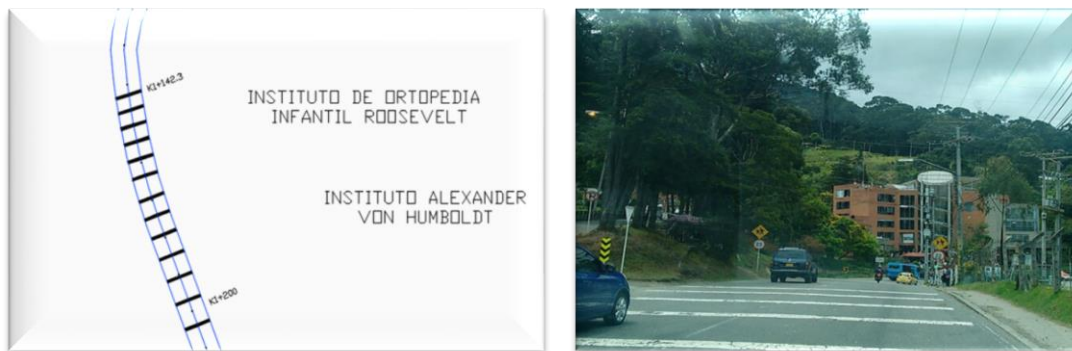 K1+142.3
INSTITUTO DE ORTOPEDIA
INFANTIL ROOSEVELT
INSTITUTO ALEXANDER
VON HUMBOLDT
K1+200